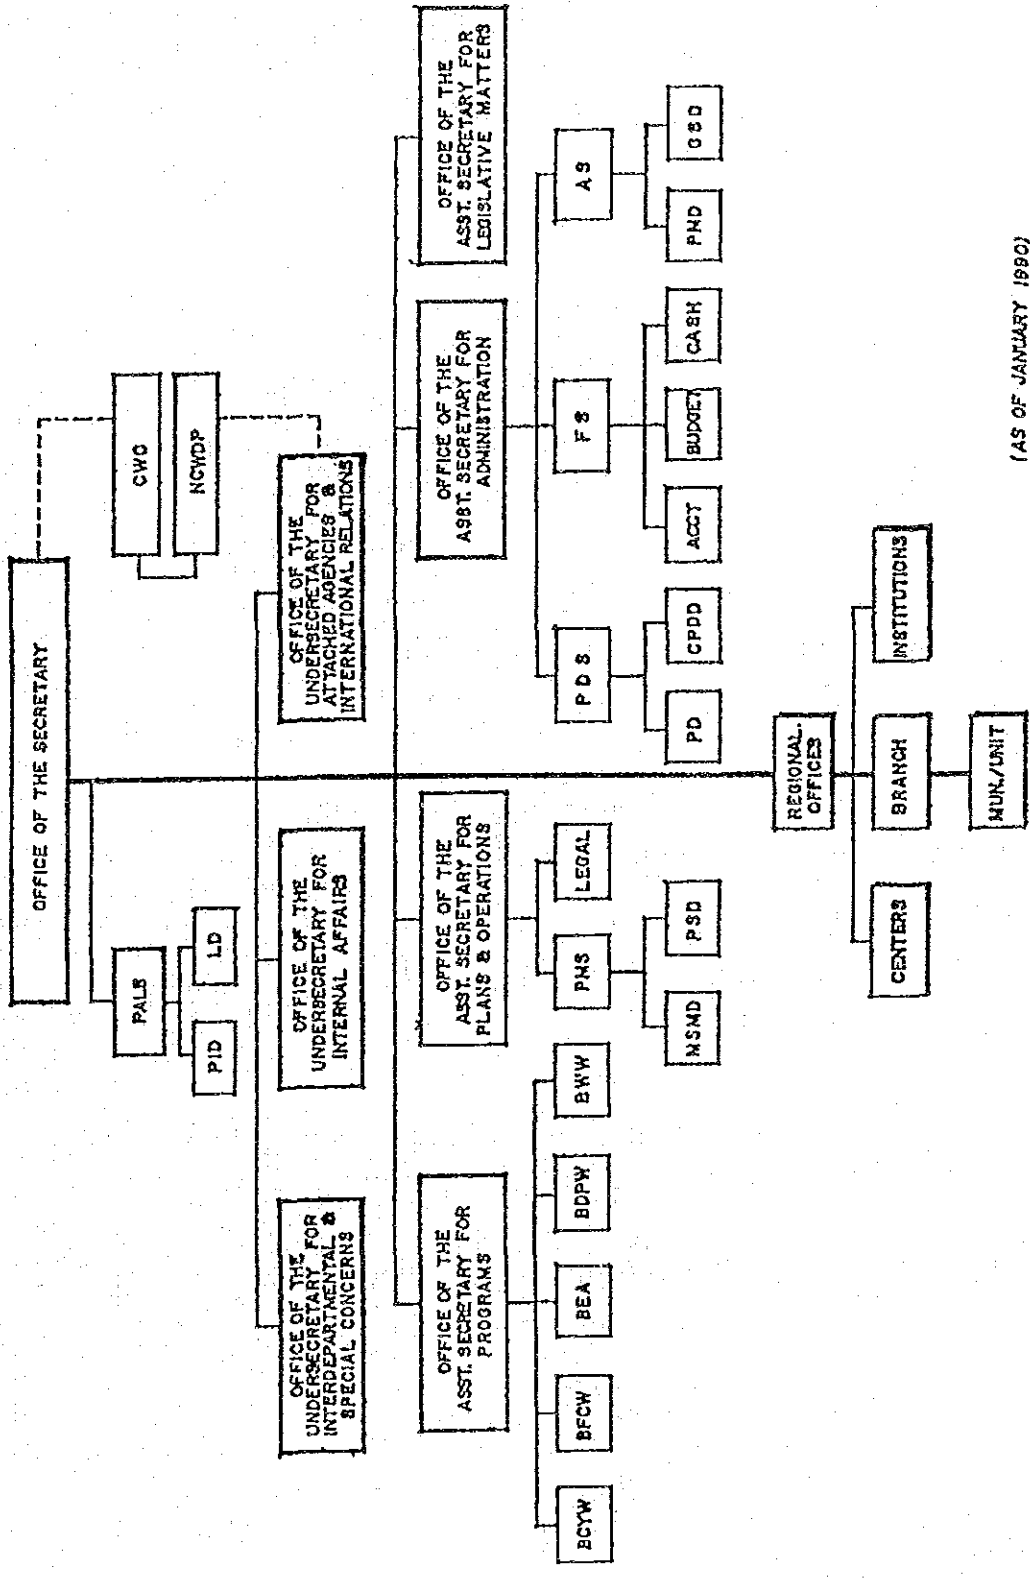 OFFICE OF THE SECRETARY
PALS
PID
LD
CWC
NCWDP
OFFICE OF THE
UNDERSECRETARY FOR
INTERDEPARTMENTAL &
SPECIAL CONCERNS
OFFICE OF THE
UNDERSECRETARY FOR
INTERNAL AFFAIRS
OFFICE OF THE
UNDERSECRETARY FOR
ATTACHED AGENCIES &
INTERNATIONAL RELATIONS
OFFICE OF THE
ASST. SECRETARY FOR
PROGRAMS
OFFICE OF THE
ASST. SECRETARY FOR
PLANS & OPERATIONS
OFFICE OF THE
ASST. SECRETARY FOR
ADMINISTRATION
OFFICE OF THE
ASST. SECRETARY FOR
LEGISLATIVE MATTERS
BCYW
BFCW
BEA
BDPW
BWW
PMS
LEGAL
PDS
FS
AS
MSMD
PSD
PD
CPDD
ACCT
BUDGET
CASH
PMD
GSD
REGIONAL.
OFFICES
CENTERS
BRANCH
INSTITUTIONS
MUN./UNIT
(AS OF JANUARY 1990)